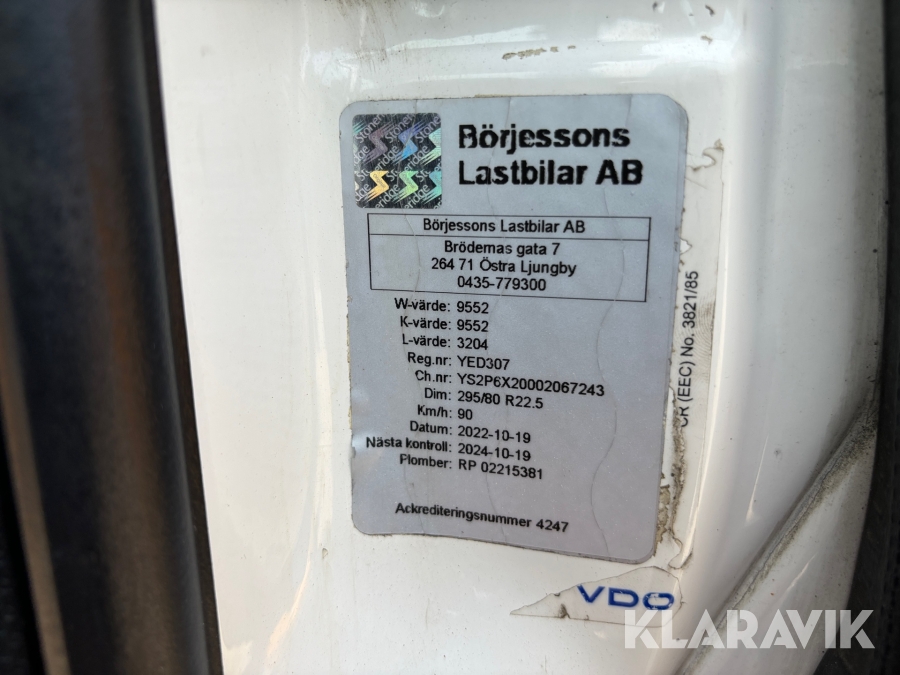 Stoneridge
Börjessons
Lastbilar AB
Börjessons Lastbilar AB
Brödernas gata 7
264 71 Östra Ljungby
0435-779300
W-värde: 9552
K-värde: 9552
L-värde: 3204
Reg.nr: YED307
Ch.nr: YS2P6X20002067243
Dim: 295/80 R22.5
Km/h: 90
Datum: 2022-10-19
Nästa kontroll: 2024-10-19
Plomber: RP 02215381
Ackrediteringsnummer 4247
CR (EEC) No. 3821/85
VDO
KLARAVIK